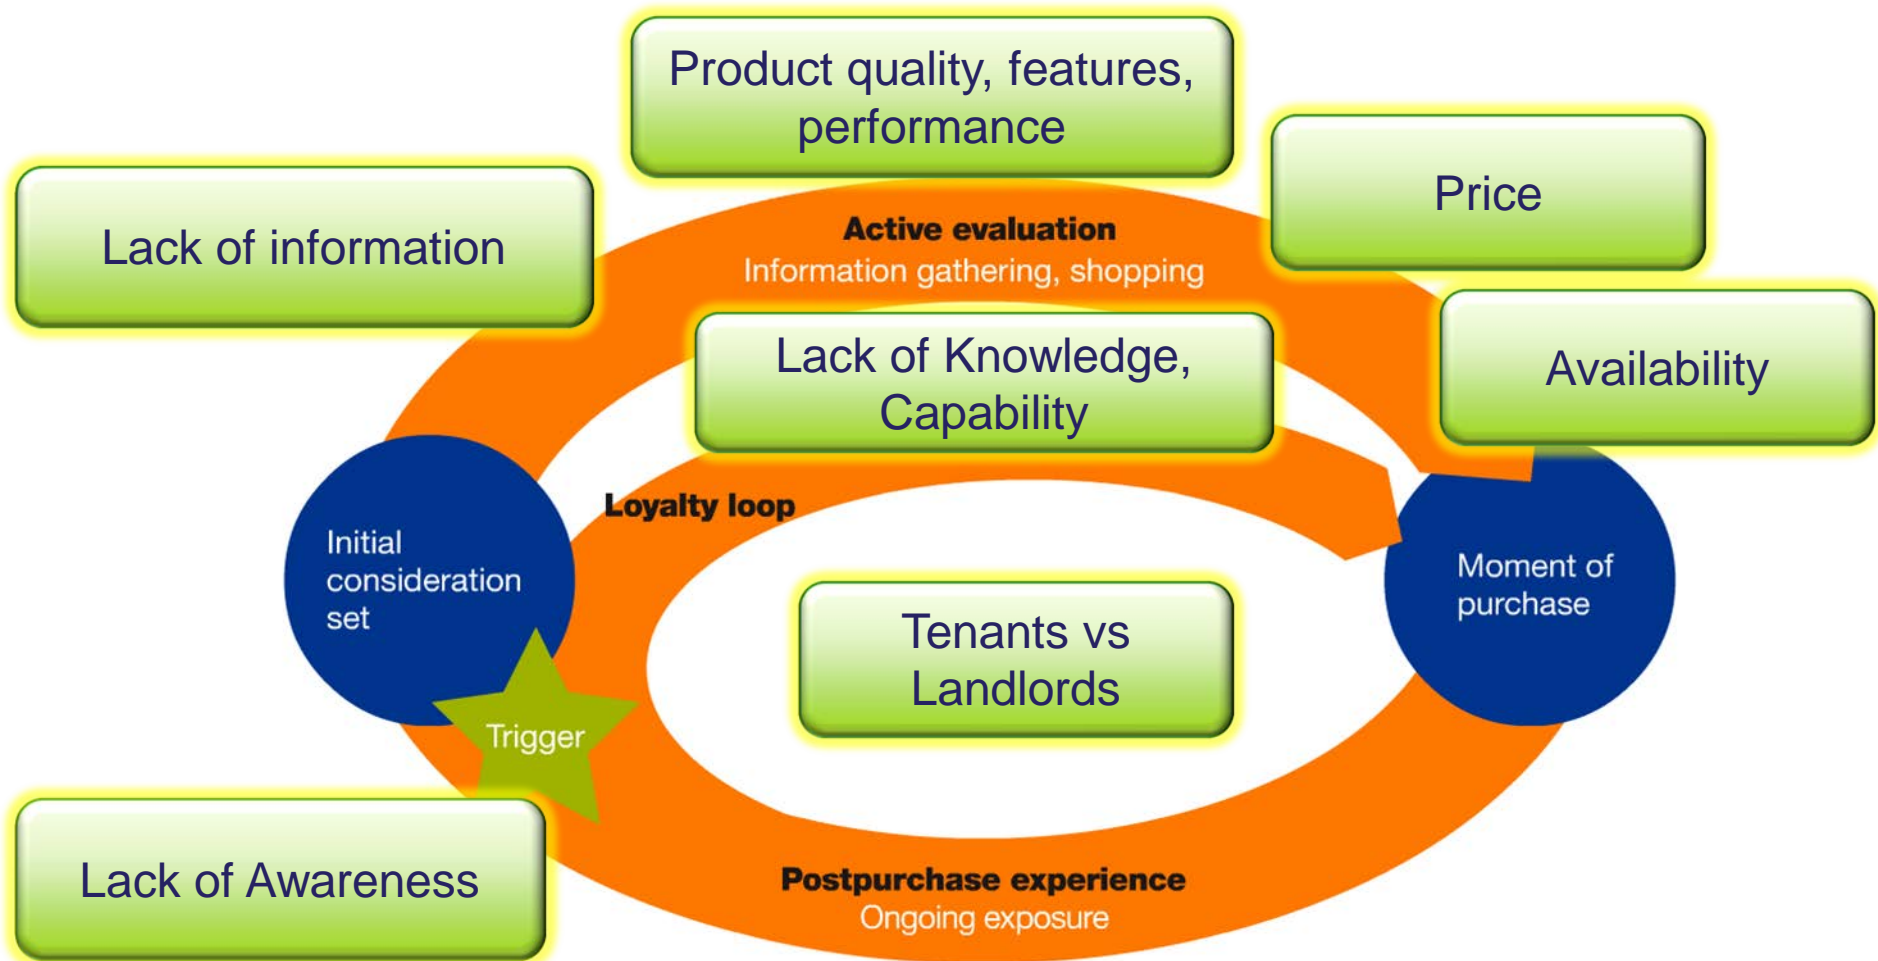 Product quality, features,
performance
Price
Lack of information
Active evaluation
Information gathering, shopping
Lack of Knowledge,
Capability
Availability
Loyalty loop
Initial
consideration
set
Moment of
purchase
Tenants vs
Landlords
Trigger
Lack of Awareness
Postpurchase experience
Ongoing exposure